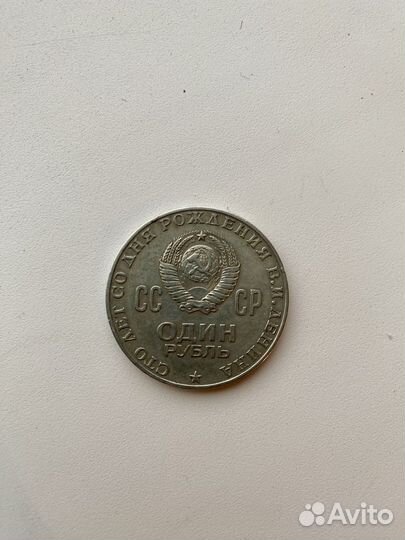 СТО ЛЕТ СО ДНЯ РОЖДЕНИЯ В.И.ЛЕНИНА
СС СР
ОДИН
РУБЛЬ
Avito